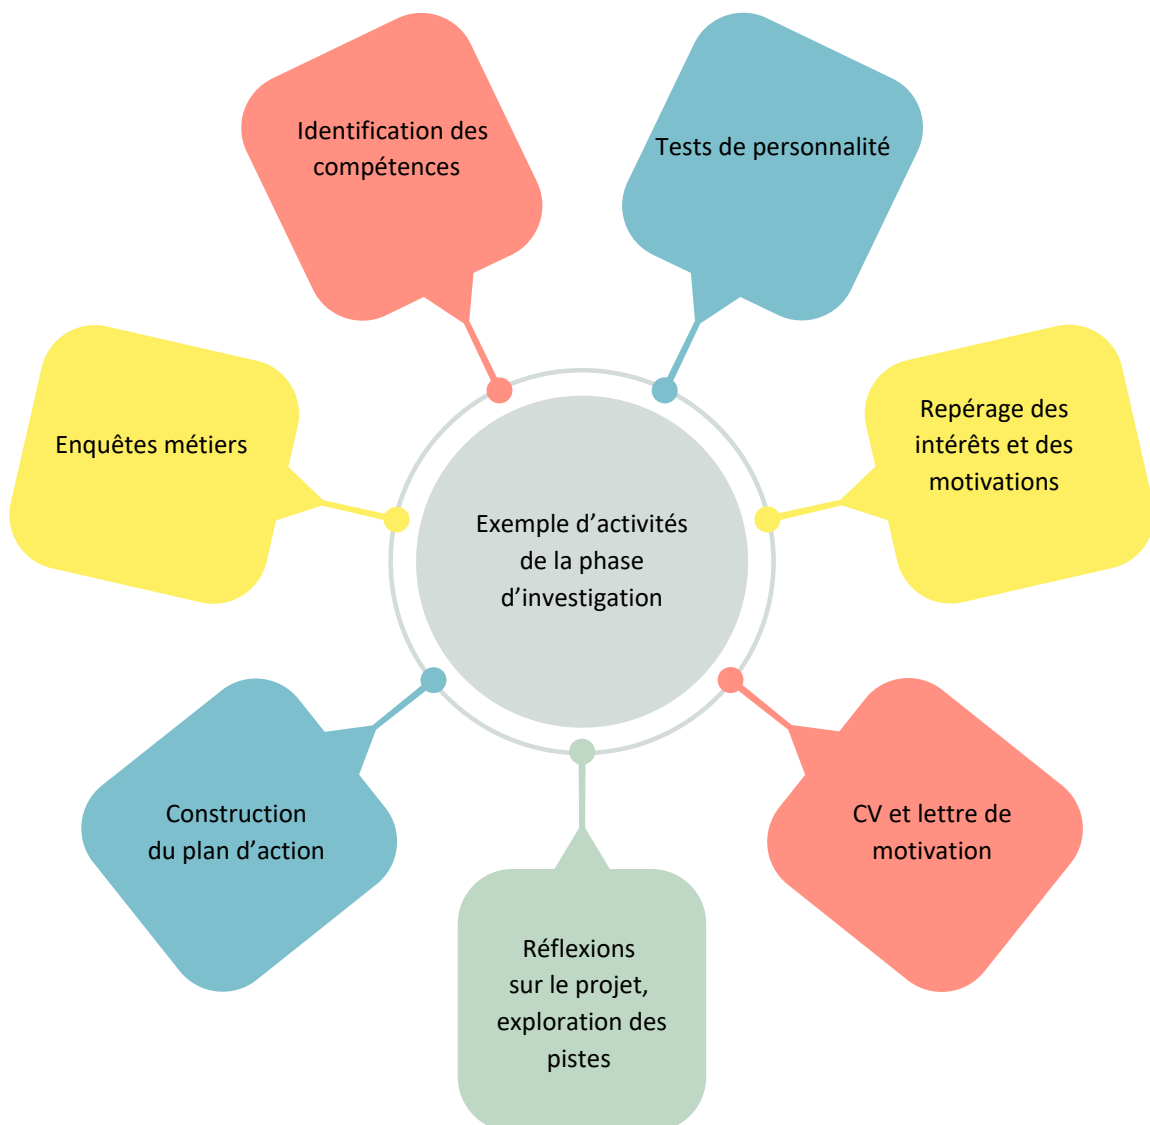 Identification des
compétences
Tests de personnalité
Enquêtes métiers
Repérage des
intérêts et des
motivations
Exemple d’activités
de la phase
d’investigation
Construction
du plan d’action
CV et lettre de
motivation
Réflexions
sur le projet,
exploration des
pistes